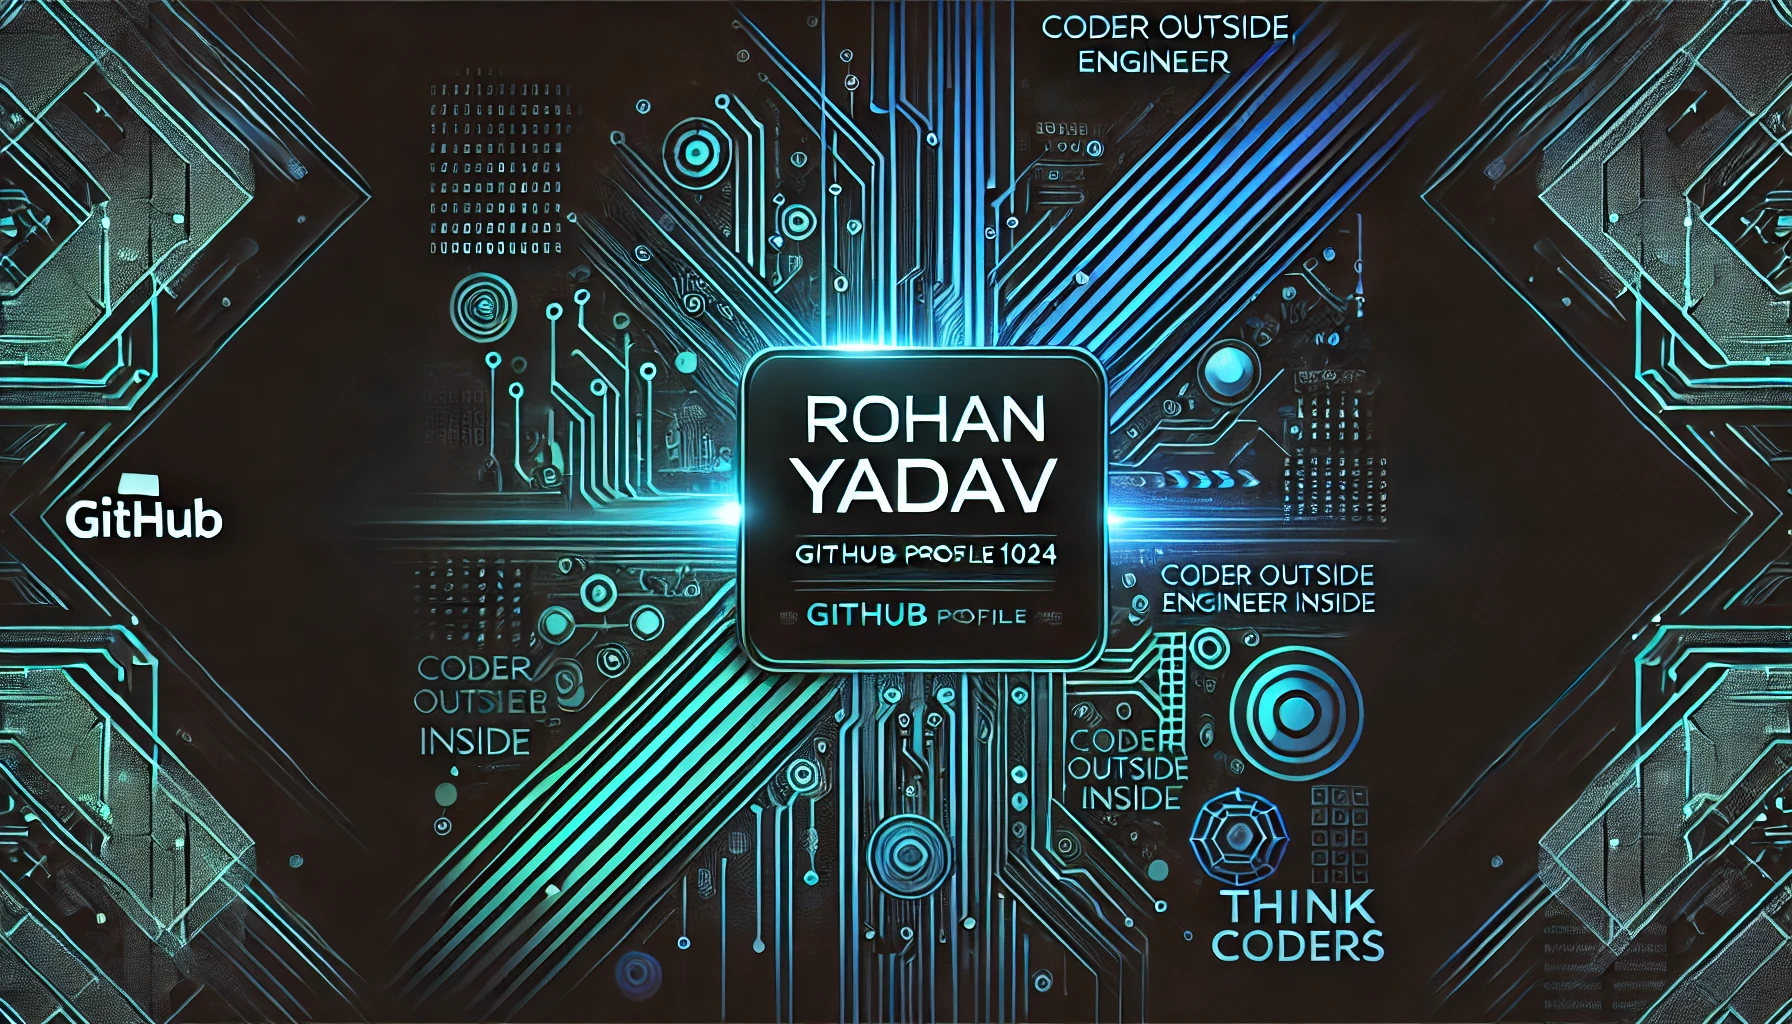 CODER OUTSIDE,
ENGINEER
ROHAN
YADAV
GITHUB PROFILE 1024
GITHUB PROFILE
GitHub
CODER OUTSIDE
ENGINEER INSIDE
CODER
OUTSIER
INSIDE
CODER
OUTSIDE
INSIDE
THINK
CODERS